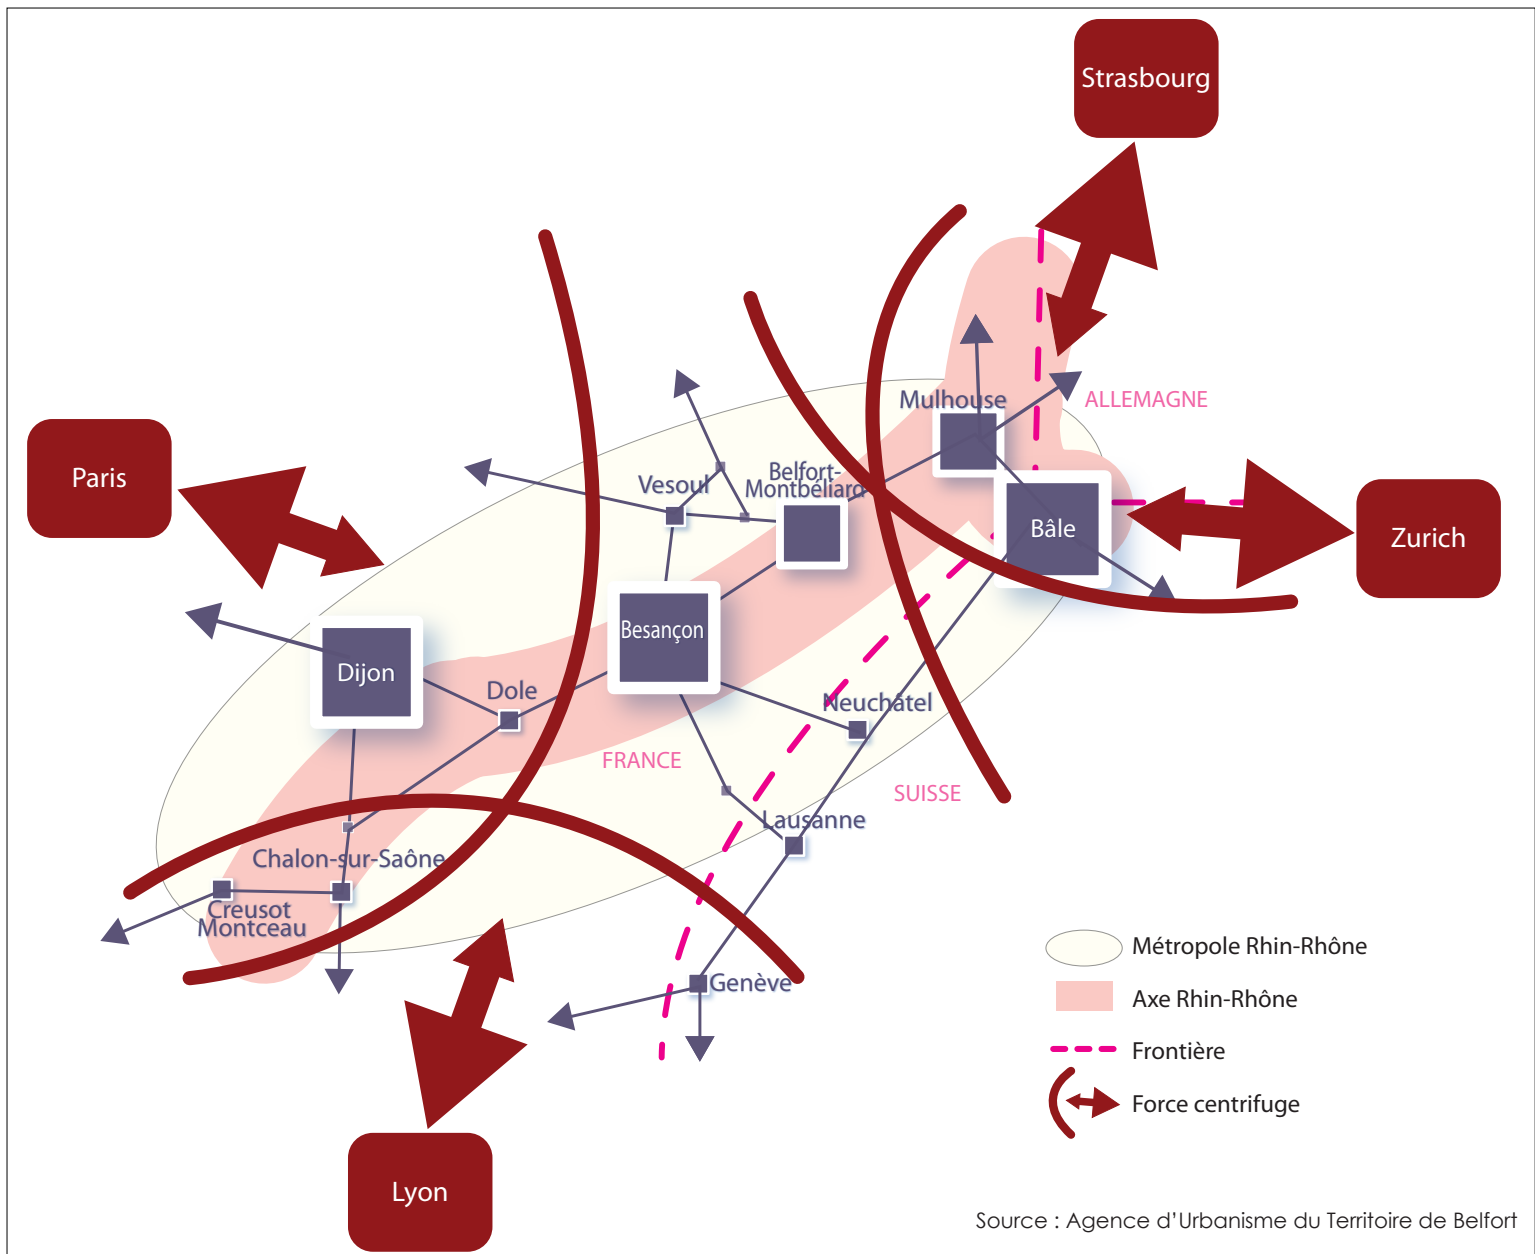 Strasbourg
ALLEMAGNE
Mulhouse
Paris
Belfort-
Montbéliard
Vesoul
Bâle
Zurich
Besançon
Dijon
Dole
Neuchâtel
FRANCE
SUISSE
Lausanne
Chalon-sur-Saône
Creusot
Montceau
Genève
Lyon
Métropole Rhin-Rhône
Axe Rhin-Rhône
Frontière
Force centrifuge
Source : Agence d'Urbanisme du Territoire de Belfort